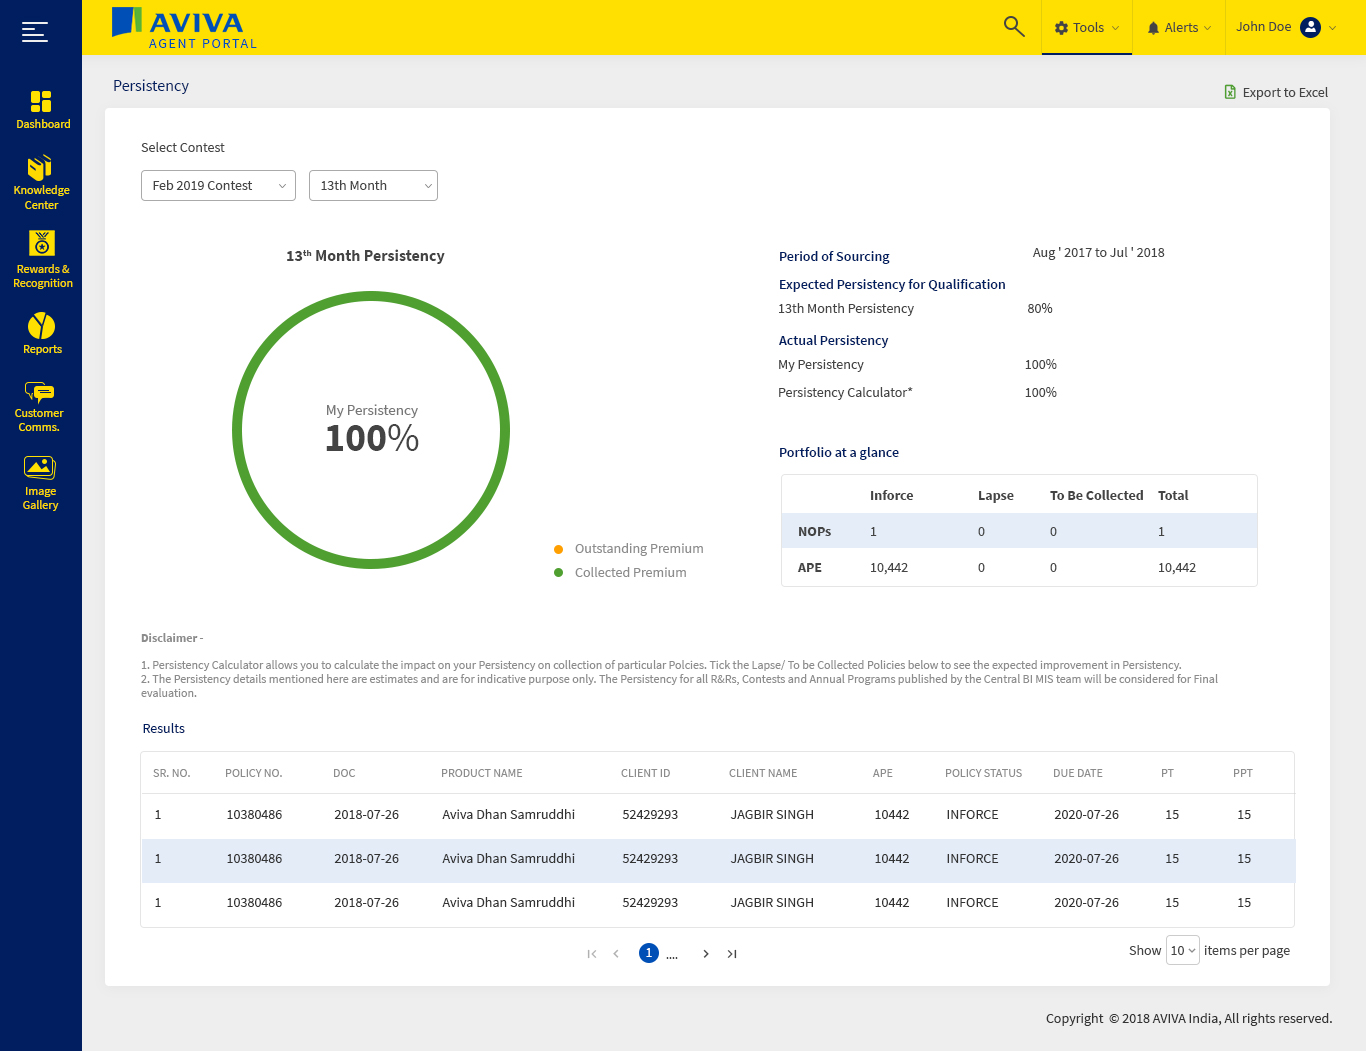 AVIVA
AGENT PORTAL
Tools
Alerts
John Doe
Dashboard
Knowledge
Center
Rewards &
Recognition
Reports
Customer
Comms.
Image
Gallery
Persistency
Export to Excel
Select Contest
Feb 2019 Contest
13th Month
13th Month Persistency
My Persistency
100%
Outstanding Premium
Collected Premium
Period of Sourcing Aug ' 2017 to Jul ' 2018
Expected Persistency for Qualification
13th Month Persistency 80%
Actual Persistency
My Persistency 100%
Persistency Calculator* 100%
Portfolio at a glance
Inforce Lapse To Be Collected Total
NOPs 1 0 0 1
APE 10,442 0 0 10,442
Disclaimer -
1. Persistency Calculator allows you to calculate the impact on your Persistency on collection of particular Polcies. Tick the Lapse/ To be Collected Policies below to see the expected improvement in Persistency.
2. The Persistency details mentioned here are estimates and are for indicative purpose only. The Persistency for all R&Rs, Contests and Annual Programs published by the Central BI MIS team will be considered for Final
evaluation.
Results
SR. NO. POLICY NO. DOC PRODUCT NAME CLIENT ID CLIENT NAME APE POLICY STATUS DUE DATE PT PPT
1 10380486 2018-07-26 Aviva Dhan Samruddhi 52429293 JAGBIR SINGH 10442 INFORCE 2020-07-26 15 15
1 10380486 2018-07-26 Aviva Dhan Samruddhi 52429293 JAGBIR SINGH 10442 INFORCE 2020-07-26 15 15
1 10380486 2018-07-26 Aviva Dhan Samruddhi 52429293 JAGBIR SINGH 10442 INFORCE 2020-07-26 15 15
1 ....
Show 10 items per page
Copyright © 2018 AVIVA India, All rights reserved.